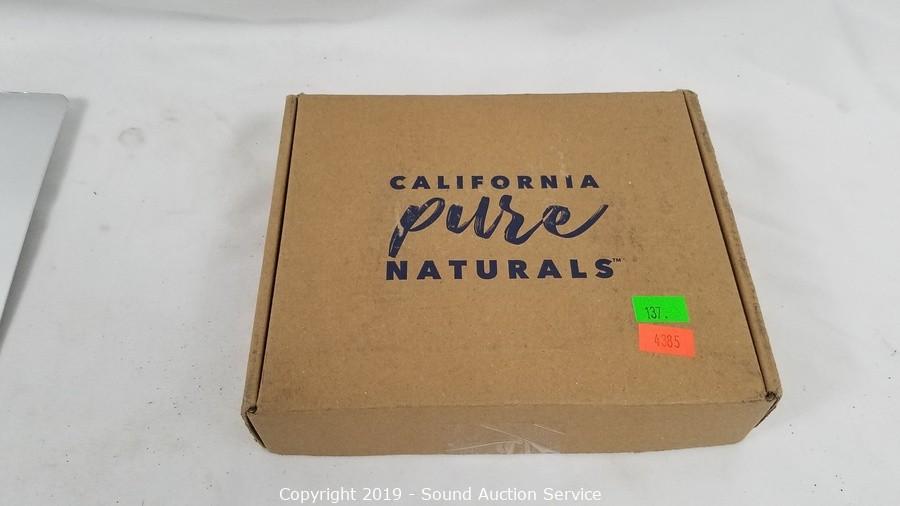 CALIFORNIA
pure
NATURALS™
137.
4385
Copyright 2019 - Sound Auction Service